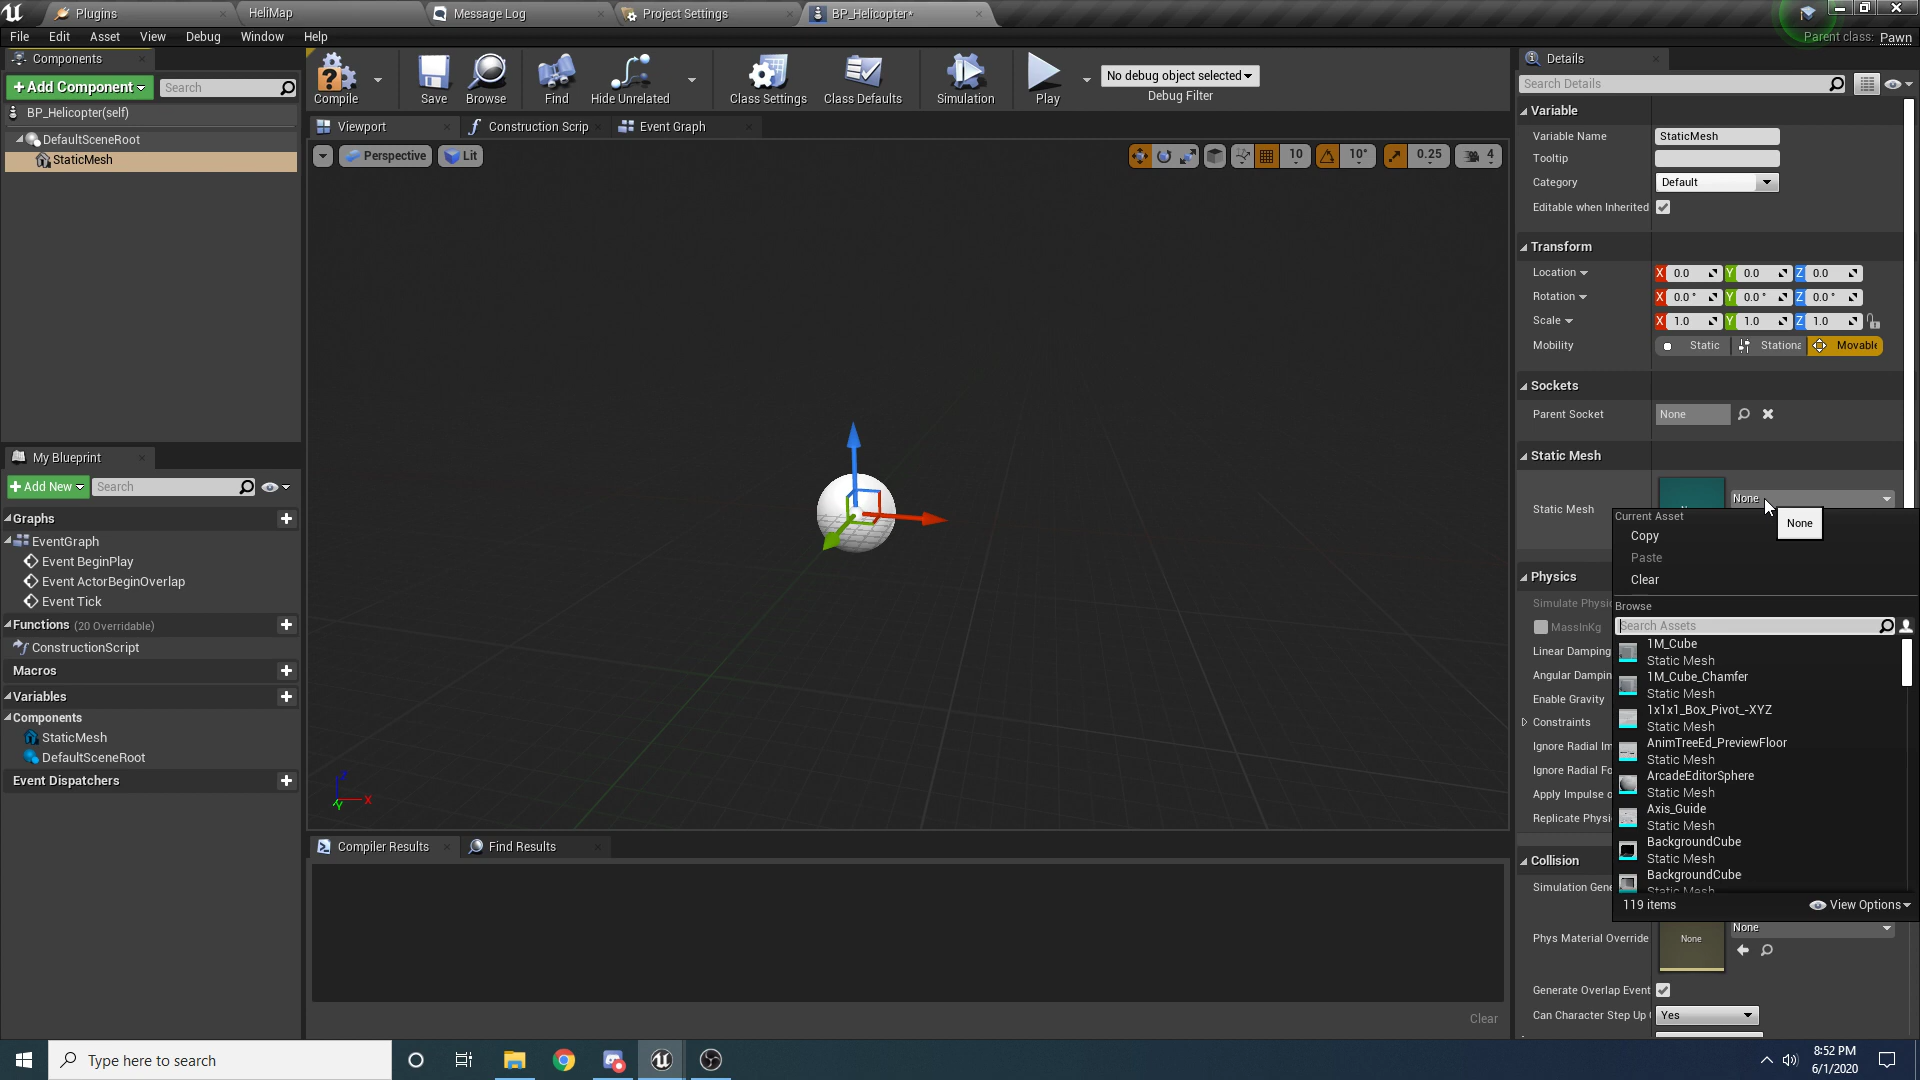 Plugins
HeliMap
Message Log
Project Settings
BP_Helicopter*
File
Edit
Asset
View
Debug
Window
Help
Parent class: Pawn
Components
+ Add Component
Search
BP_Helicopter(self)
DefaultSceneRoot
StaticMesh
Compile
Save
Browse
Find
Hide Unrelated
Class Settings
Class Defaults
Simulation
Play
No debug object selected
Debug Filter
Viewport
Construction Scrip
Event Graph
Perspective
Lit
10
10°
0.25
4
My Blueprint
+ Add New
Search
Graphs
EventGraph
Event BeginPlay
Event ActorBeginOverlap
Event Tick
Functions (20 Overridable)
ConstructionScript
Macros
Variables
Components
StaticMesh
DefaultSceneRoot
Event Dispatchers
Z
X
Y
Compiler Results
Find Results
Clear
Details
Search Details
Variable
Variable Name StaticMesh
Tooltip
Category Default
Editable when Inherited
Transform
Location X 0.0 Y 0.0 Z 0.0
Rotation X 0.0 ° Y 0.0 ° Z 0.0 °
Scale X 1.0 Y 1.0 Z 1.0
Mobility Static Stationa Movable
Sockets
Parent Socket None
Static Mesh
Static Mesh None
None
Current Asset
Copy
Paste
Clear
Browse
Search Assets
1M_Cube
Static Mesh
1M_Cube_Chamfer
Static Mesh
1x1x1_Box_Pivot_-XYZ
Static Mesh
AnimTreeEd_PreviewFloor
Static Mesh
ArcadeEditorSphere
Static Mesh
Axis_Guide
Static Mesh
BackgroundCube
Static Mesh
BackgroundCube
Static Mesh
119 items
View Options
Physics
Simulate Physi
MassInKg
Linear Damping
Angular Dampin
Enable Gravity
Constraints
Ignore Radial Im
Ignore Radial Fo
Apply Impulse o
Replicate Physi
Collision
Simulation Gene
Phys Material Override None None
Generate Overlap Event
Can Character Step Up Yes
Type here to search
8:52 PM
6/1/2020